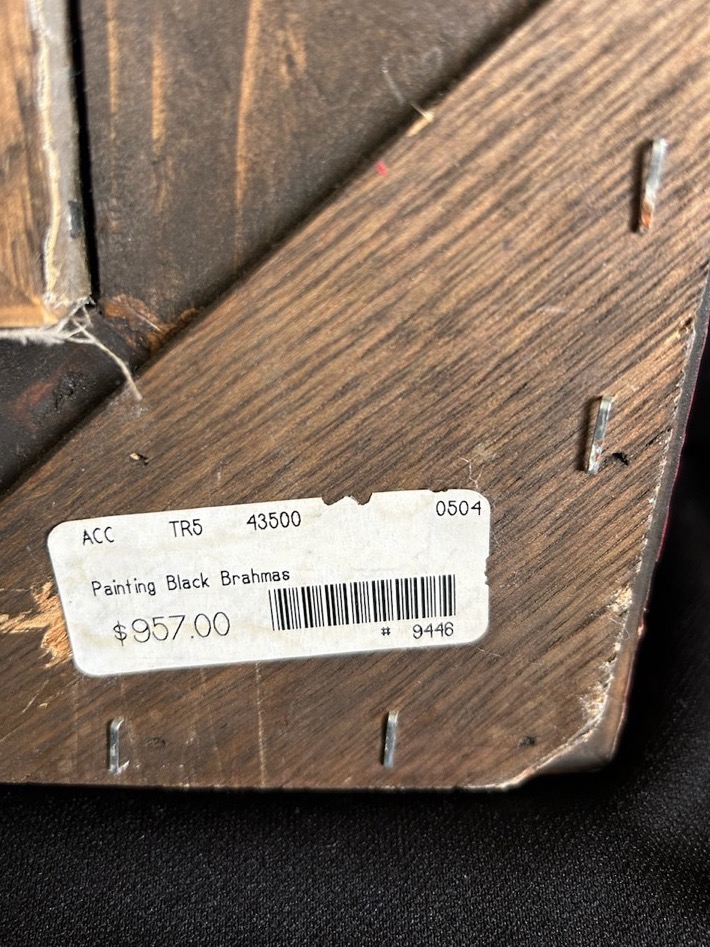 ACC TR5 43500 0504
Painting Black Brahmas
$957.00
# 9446